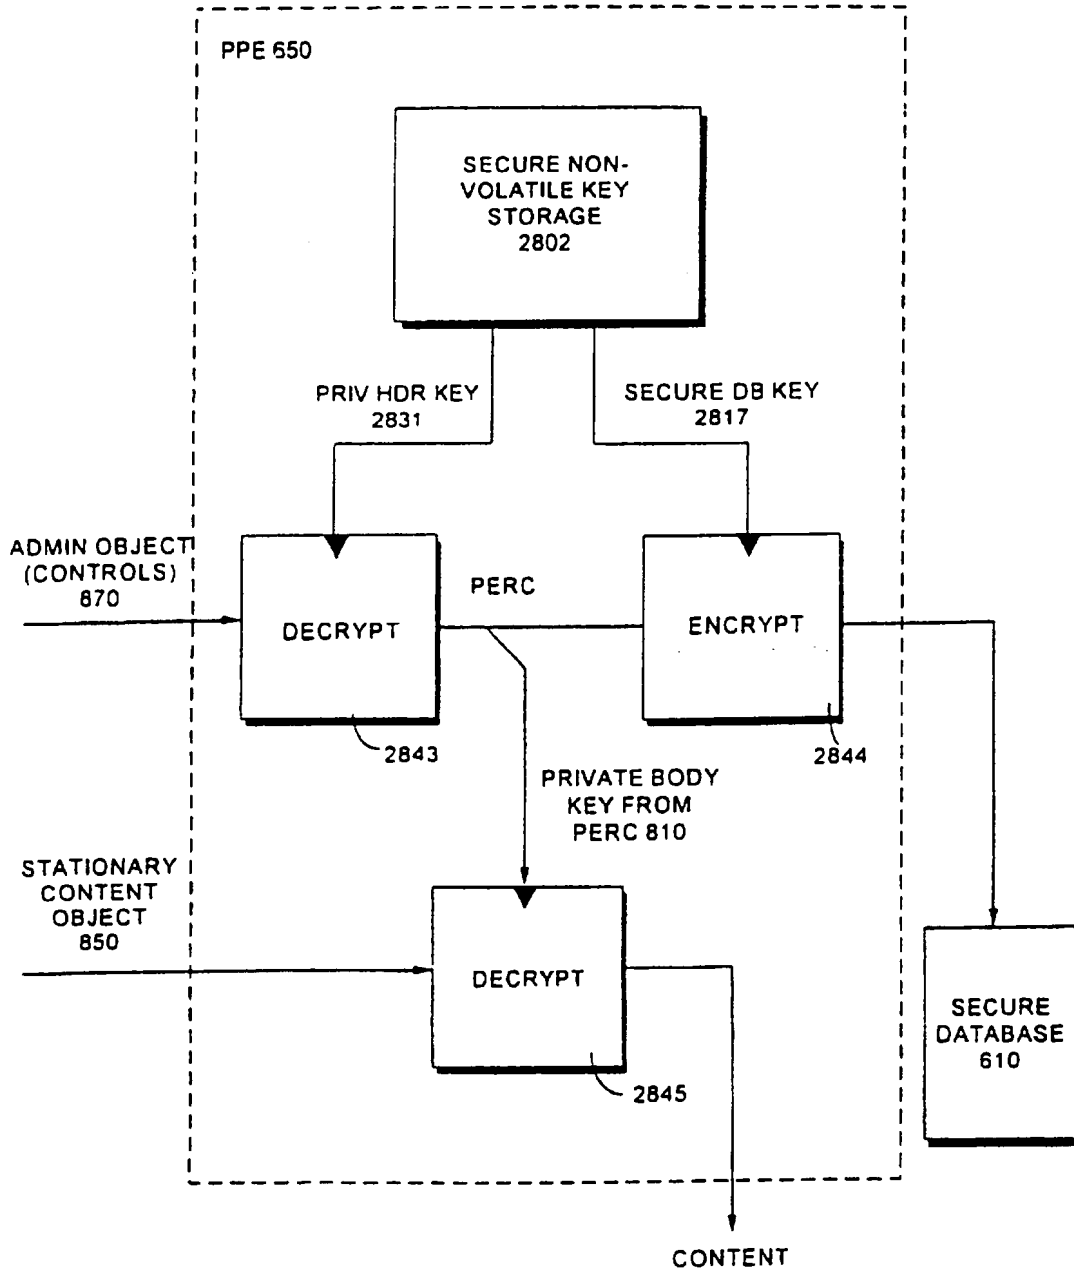 PPE 650
SECURE NON-
VOLATILE KEY
STORAGE
2802
PRIV HDR KEY
2831
SECURE DB KEY
2817
ADMIN OBJECT
(CONTROLS)
870
DECRYPT
PERC
ENCRYPT
2843
2844
PRIVATE BODY
KEY FROM
PERC 810
STATIONARY
CONTENT
OBJECT
850
DECRYPT
2845
SECURE
DATABASE
610
CONTENT